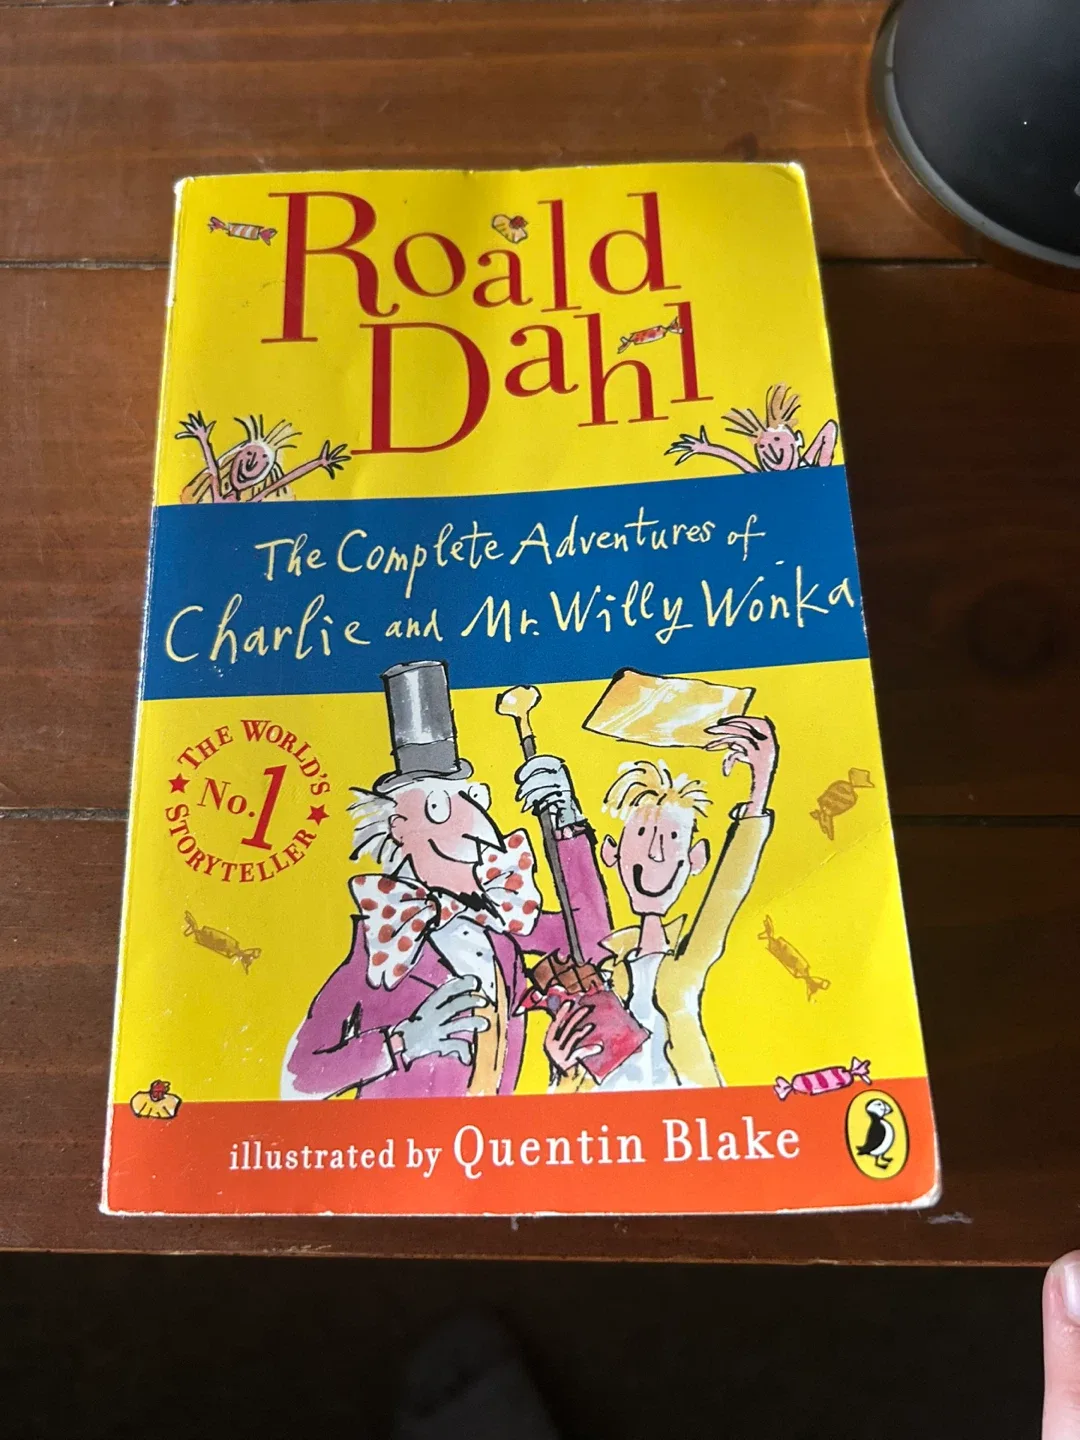 Roald
Dahl
The Complete Adventures of
Charlie and Mr. Willy Wonka
THE WORLD'S
No. 1
STORYTELLER
illustrated by Quentin Blake